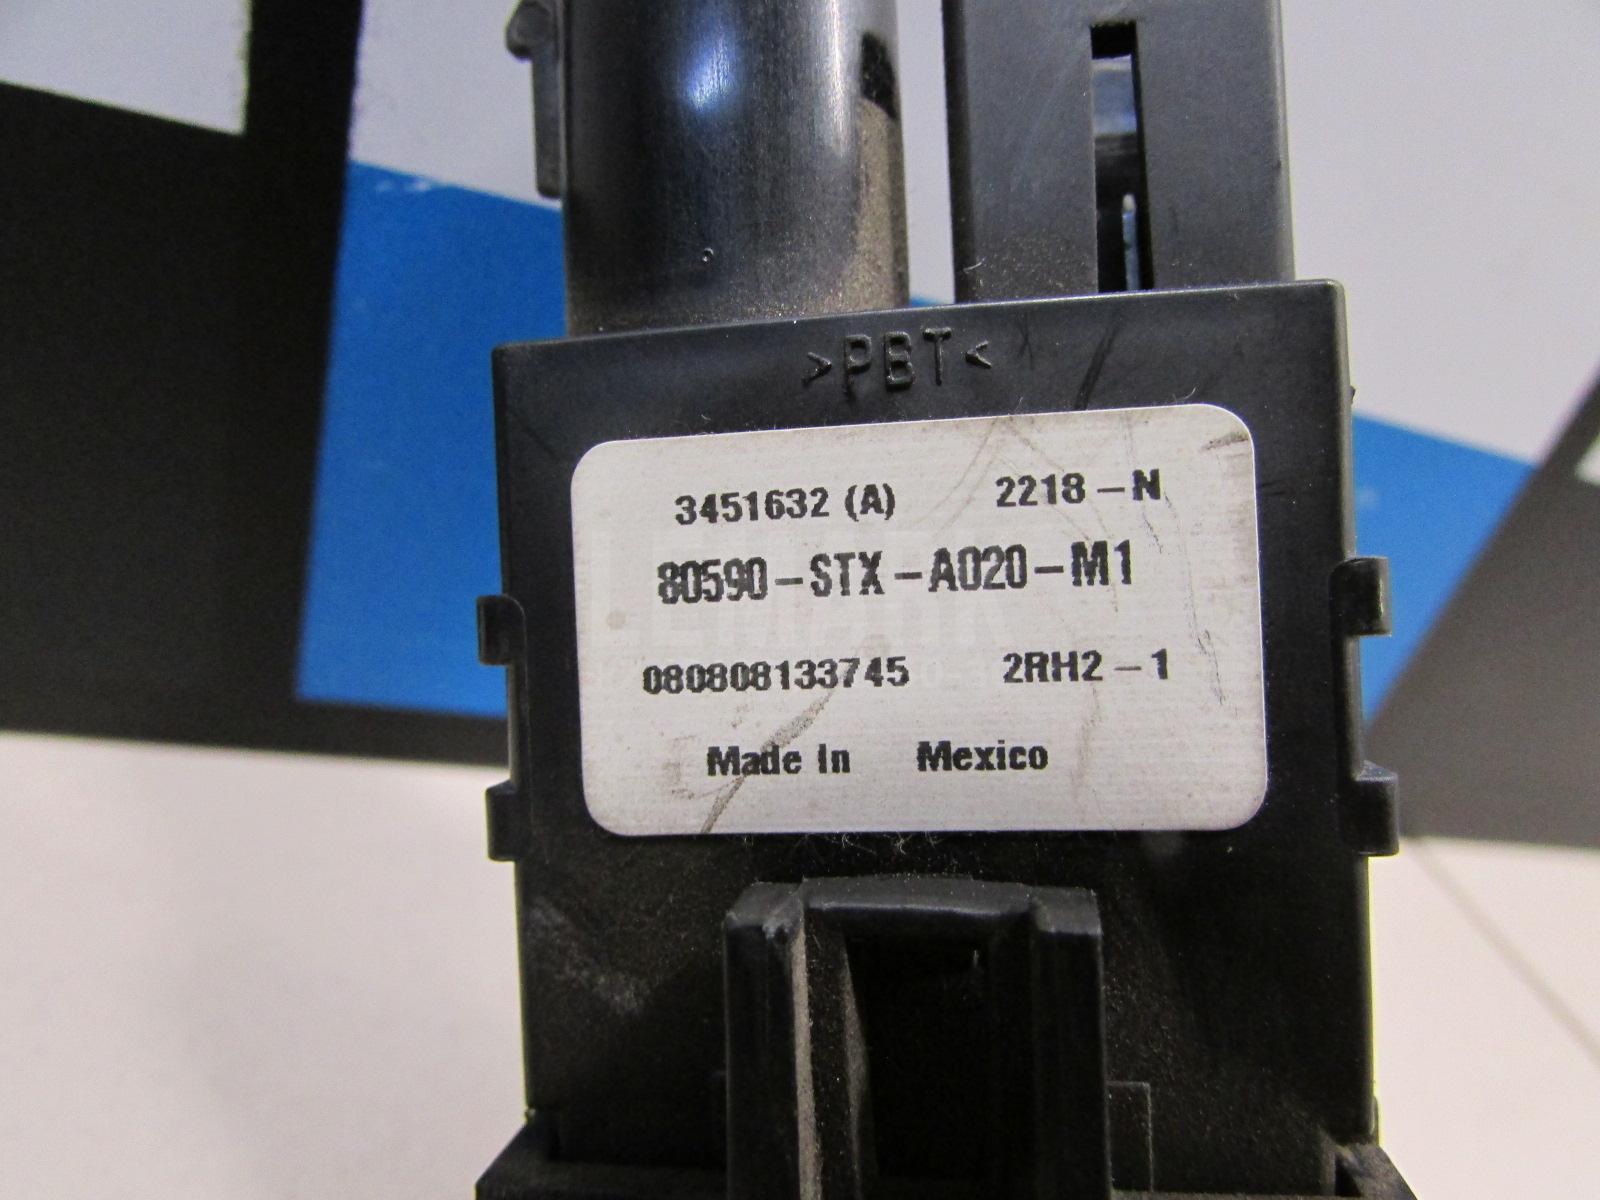 >PBT<
3451632 (A) 2218-N
80590-STX-A020-M1
080808133745 2RH2-1
Made In Mexico